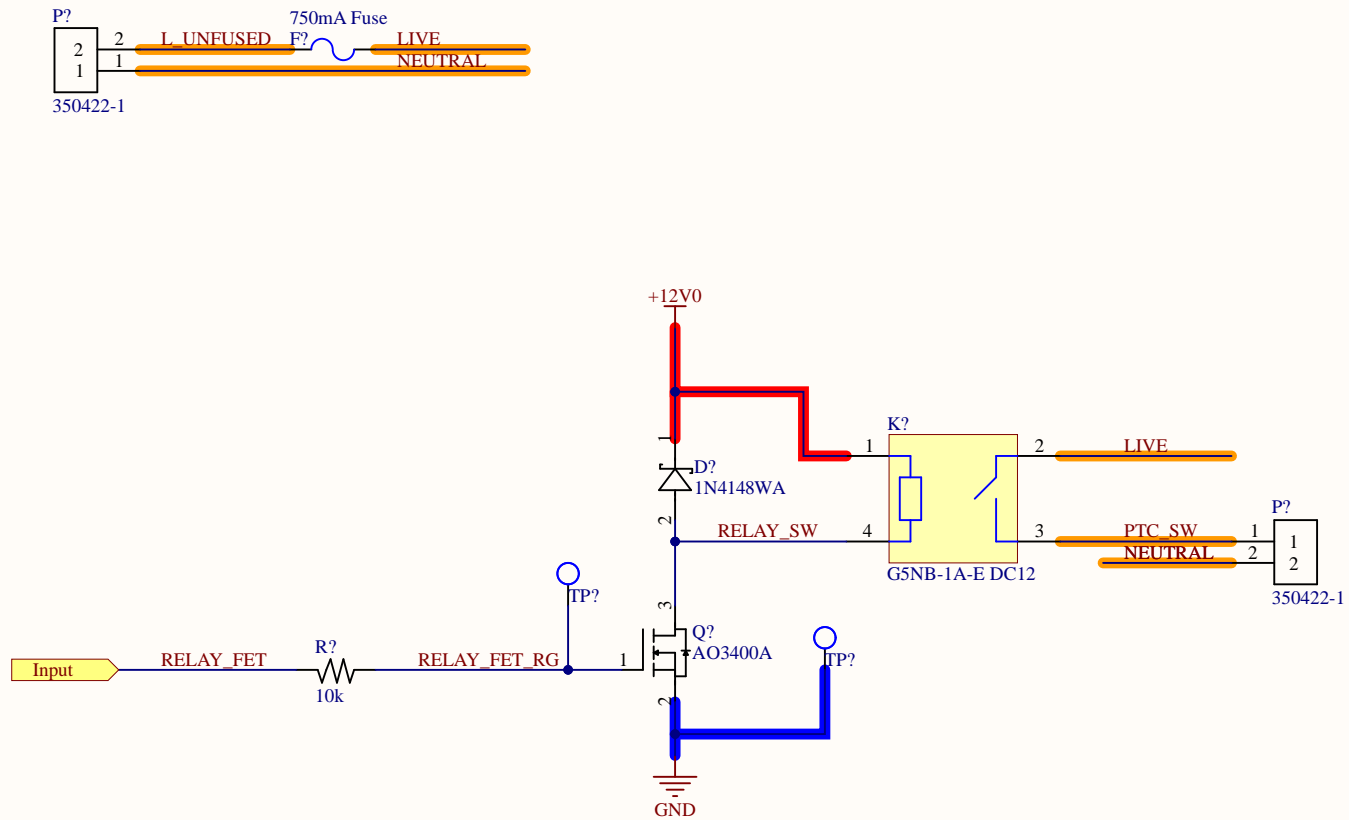 P?
750mA Fuse
2
2
L_UNFUSED
F?
LIVE
1
1
NEUTRAL
350422-1
+12V0
1
D?
1N4148WA
2
K?
1
2
LIVE
RELAY_SW
4
3
PTC_SW
G5NB-1A-E DC12
P?
1
1
NEUTRAL
2
2
350422-1
TP?
3
Q?
AO3400A
TP?
Input
RELAY_FET
R?
10k
RELAY_FET_RG
1
2
GND